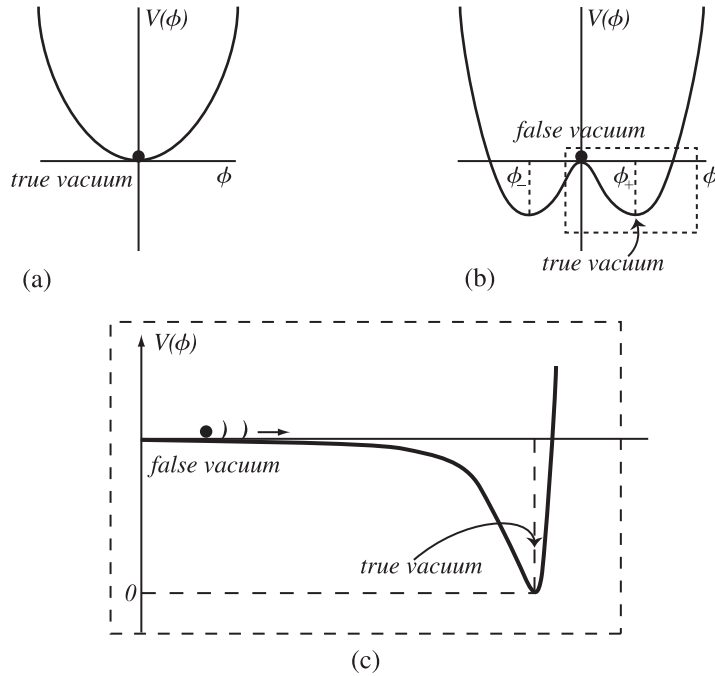 V(ϕ)
true vacuum
ϕ
(a)
V(ϕ)
false vacuum
ϕ−
ϕ+
ϕ
true vacuum
(b)
V(ϕ)
false vacuum
true vacuum
0
(c)